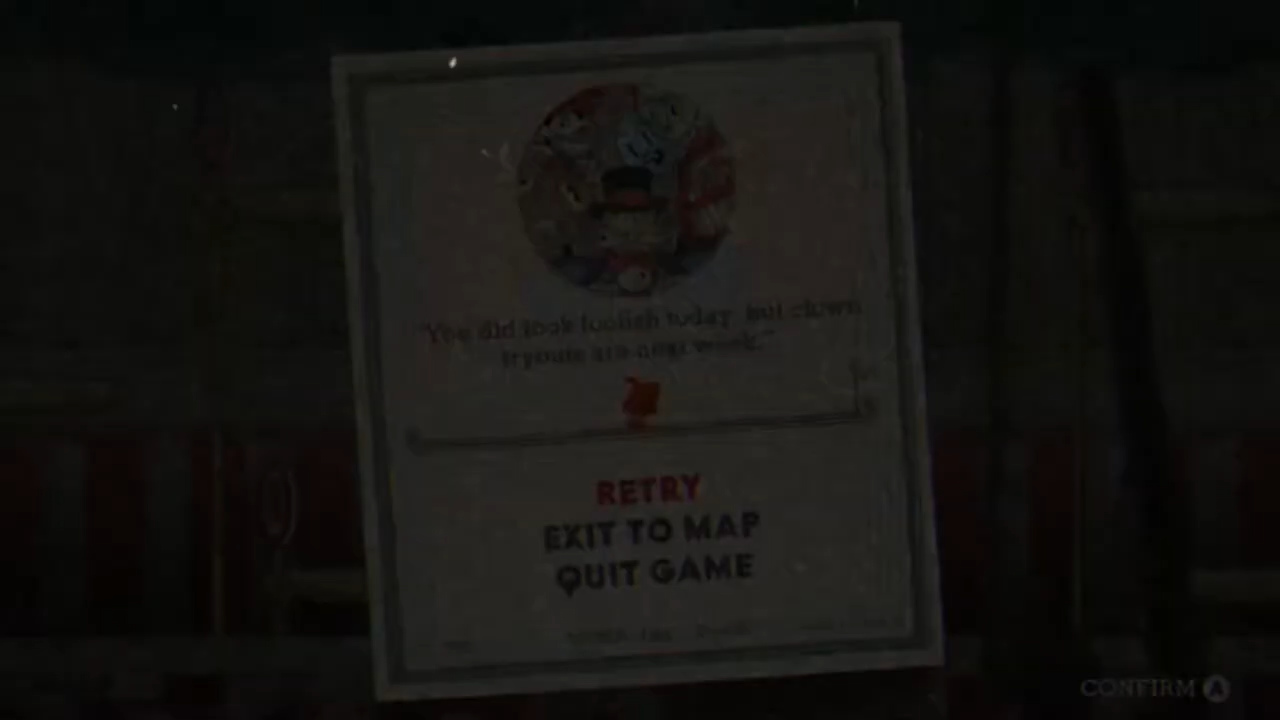 "You did look foolish today, but clown
tryouts are next week."
RETRY
EXIT TO MAP
QUIT GAME
CONFIRM A